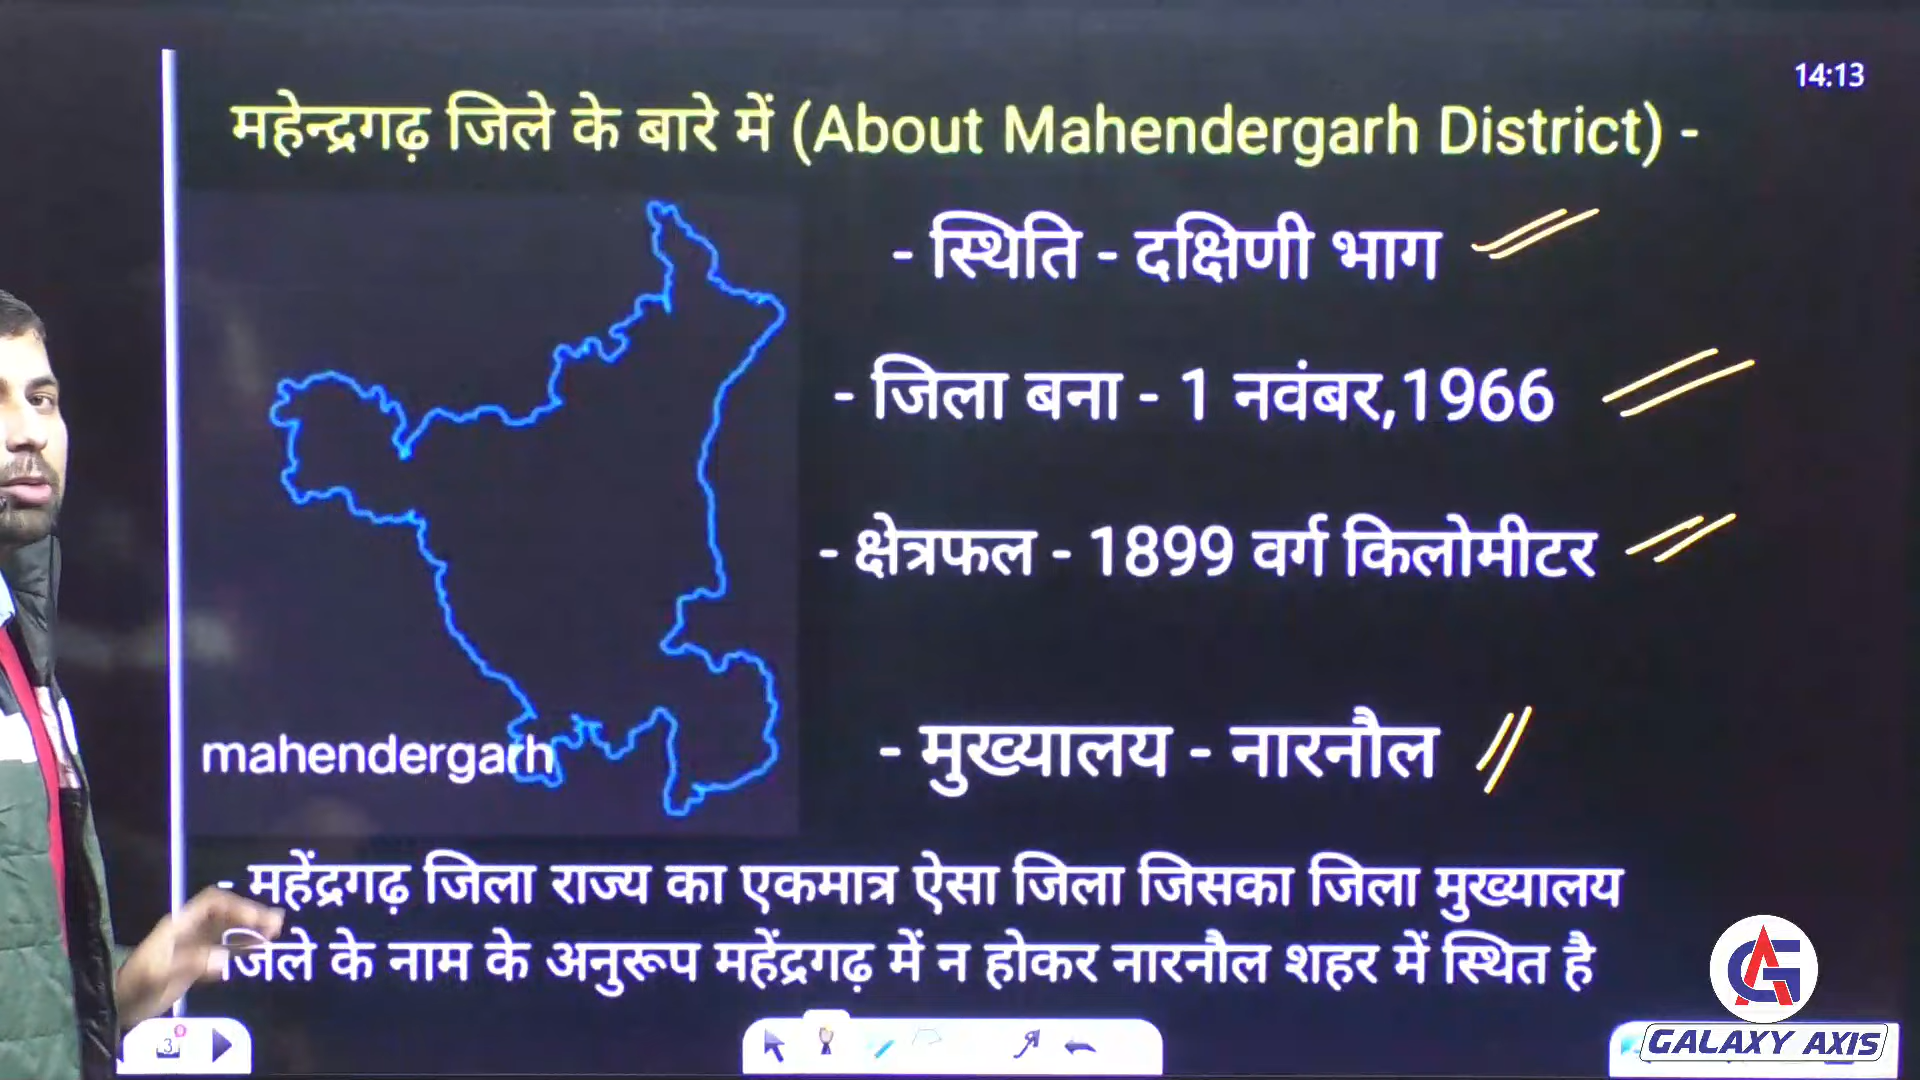 14:13
महेन्द्रगढ़ जिले के बारे में (About Mahendergarh District) -
- स्थिति - दक्षिणी भाग
- जिला बना - 1 नवंबर,1966
- क्षेत्रफल - 1899 वर्ग किलोमीटर
- मुख्यालय - नारनौल
mahendergarh
- महेंद्रगढ़ जिला राज्य का एकमात्र ऐसा जिला जिसका जिला मुख्यालय
जिले के नाम के अनुरूप महेंद्रगढ़ में न होकर नारनौल शहर में स्थित है
3
GALAXY AXIS